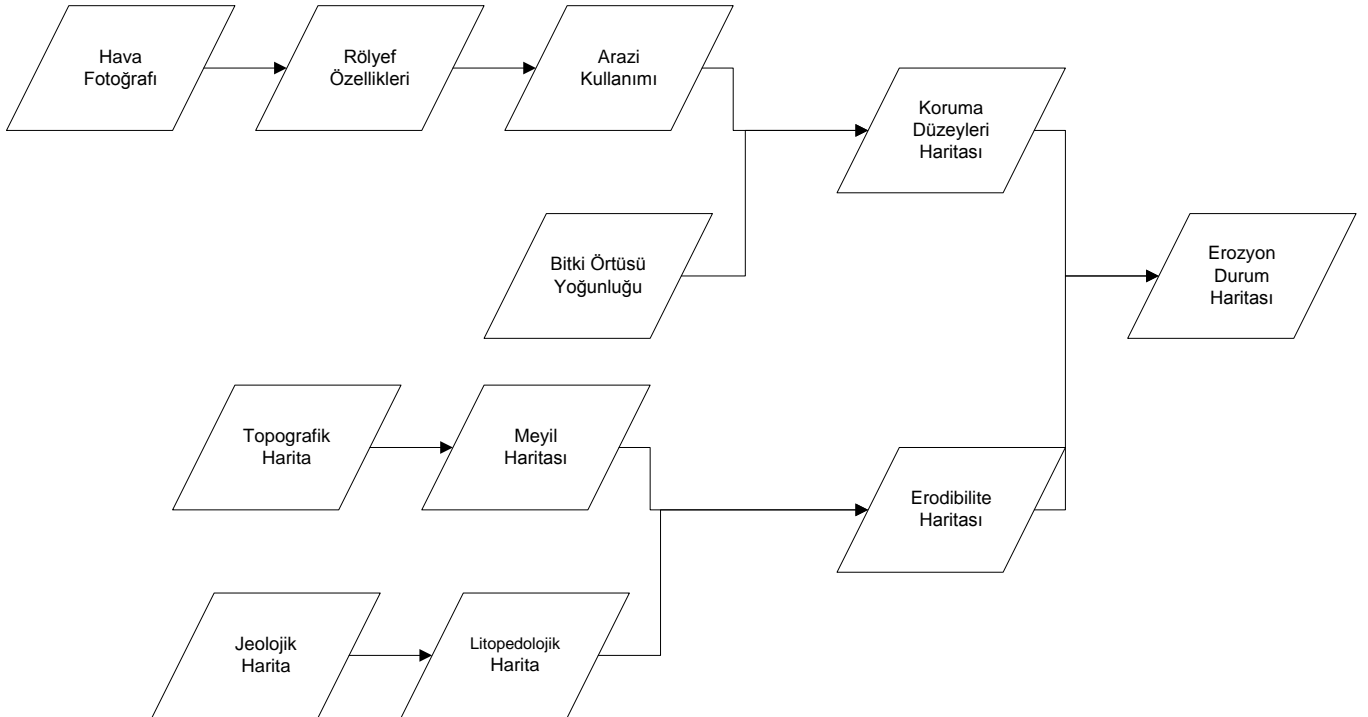 Hava
Fotoğrafı
Rölyef
Özellikleri
Arazi
Kullanımı
Koruma
Düzeyleri
Haritası
Bitki Örtüsü
Yoğunluğu
Erozyon
Durum
Haritası
Topografik
Harita
Meyil
Haritası
Erodibilite
Haritası
Jeolojik
Harita
Litopedolojik
Harita